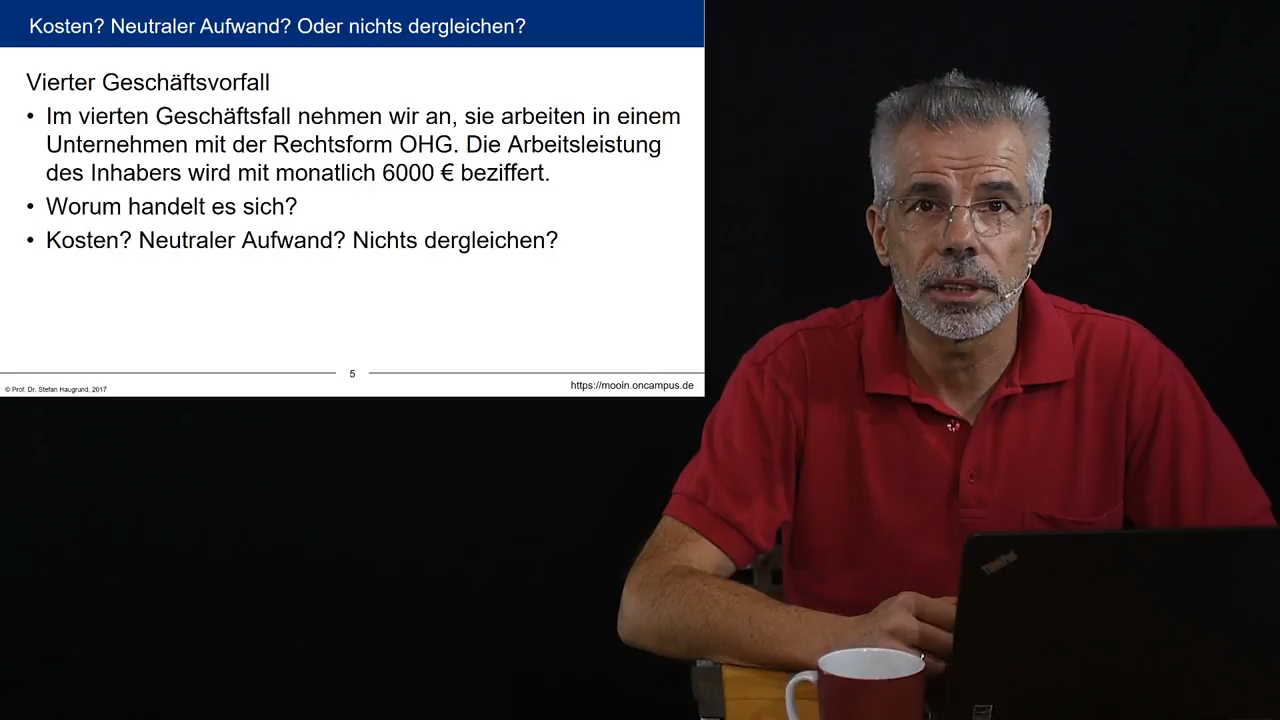 Kosten? Neutraler Aufwand? Oder nichts dergleichen?
Vierter Geschäftsvorfall
• Im vierten Geschäftsfall nehmen wir an, sie arbeiten in einem
Unternehmen mit der Rechtsform OHG. Die Arbeitsleistung
des Inhabers wird mit monatlich 6000 € beziffert.
• Worum handelt es sich?
• Kosten? Neutraler Aufwand? Nichts dergleichen?
5
© Prof. Dr. Stefan Haugrund, 2017
https://mooin.oncampus.de
ThinkPad